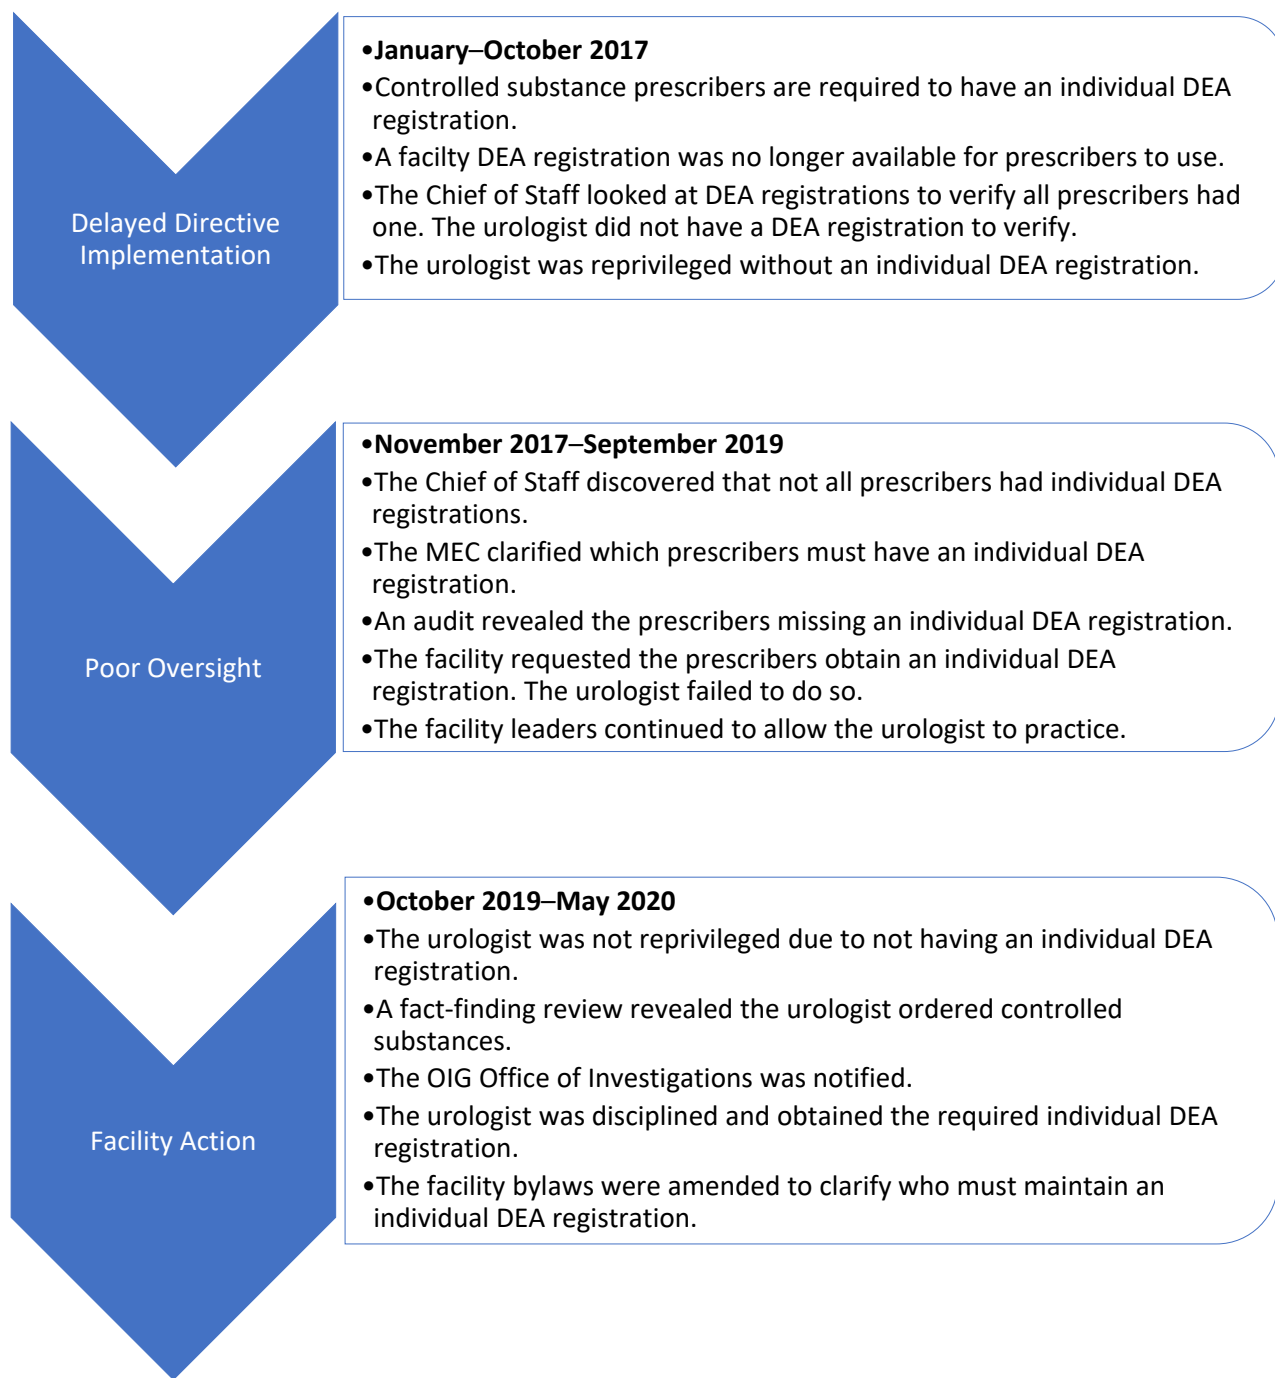 Delayed Directive
Implementation
•January–October 2017
•Controlled substance prescribers are required to have an individual DEA
registration.
•A facilty DEA registration was no longer available for prescribers to use.
•The Chief of Staff looked at DEA registrations to verify all prescribers had
one. The urologist did not have a DEA registration to verify.
•The urologist was reprivileged without an individual DEA registration.
Poor Oversight
•November 2017–September 2019
•The Chief of Staff discovered that not all prescribers had individual DEA
registrations.
•The MEC clarified which prescribers must have an individual DEA
registration.
•An audit revealed the prescribers missing an individual DEA registration.
•The facility requested the prescribers obtain an individual DEA
registration. The urologist failed to do so.
•The facility leaders continued to allow the urologist to practice.
Facility Action
•October 2019–May 2020
•The urologist was not reprivileged due to not having an individual DEA
registration.
•A fact-finding review revealed the urologist ordered controlled
substances.
•The OIG Office of Investigations was notified.
•The urologist was disciplined and obtained the required individual DEA
registration.
•The facility bylaws were amended to clarify who must maintain an
individual DEA registration.